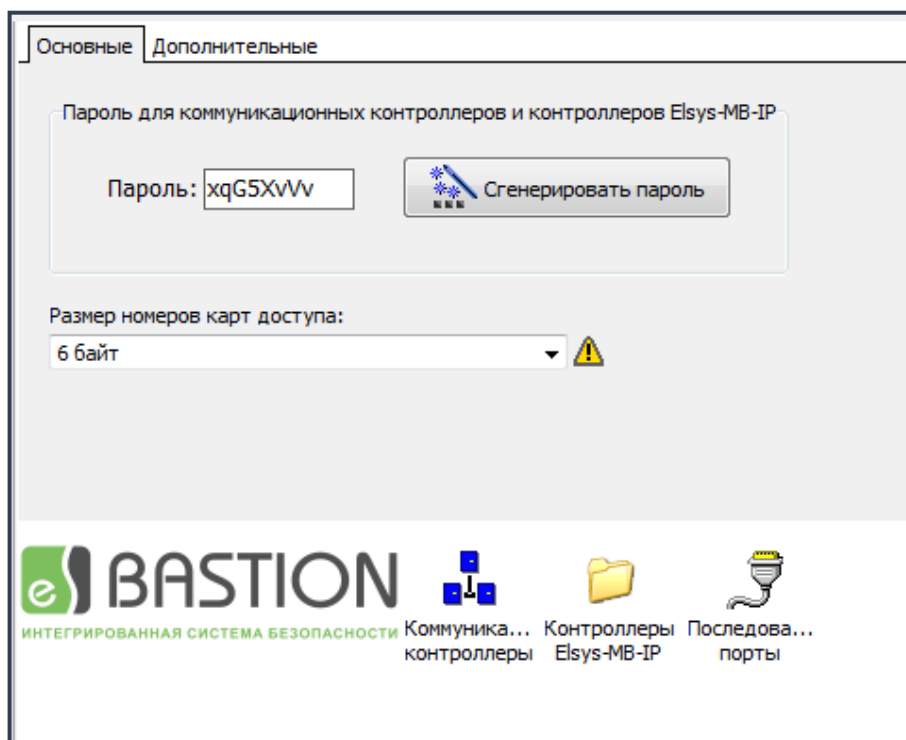 Основные Дополнительные
Пароль для коммуникационных контроллеров и контроллеров Elsys-MB-IP
Пароль: xqG5XvVv Сгенерировать пароль
Размер номеров карт доступа:
6 байт
eS BASTION
ИНТЕГРИРОВАННАЯ СИСТЕМА БЕЗОПАСНОСТИ
Коммуника... Контроллеры Последова...
контроллеры Elsys-MB-IP порты